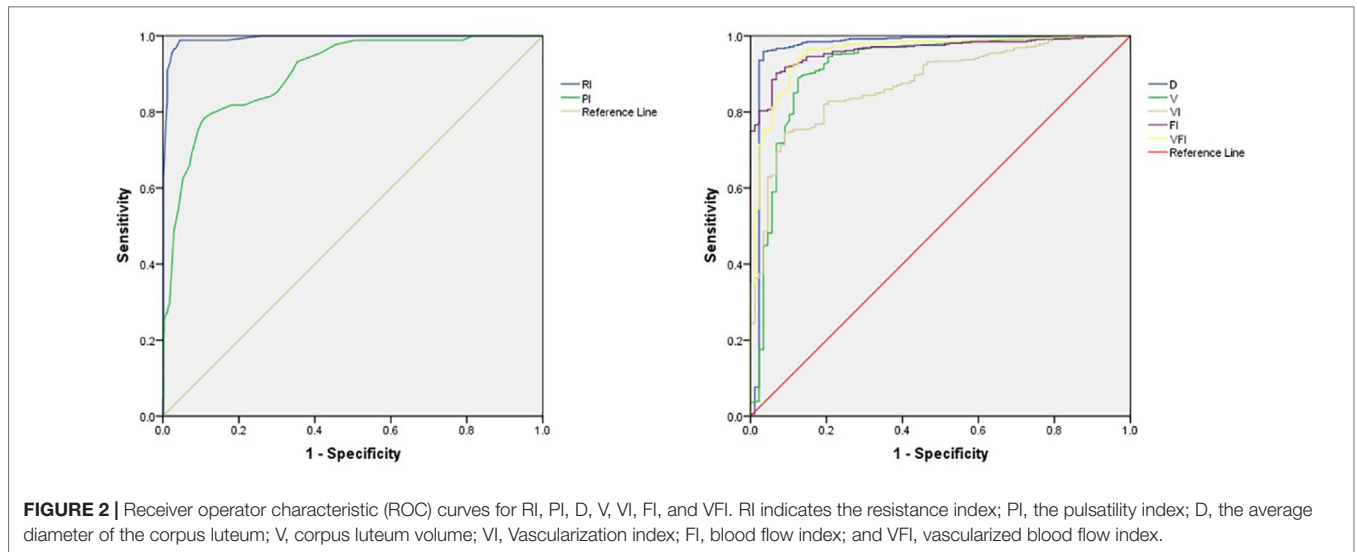 1.0
0.8
0.6
0.4
0.2
0.0
Sensitivity
0.0 0.2 0.4 0.6 0.8 1.0
1 - Specificity
RI
PI
Reference Line
1.0
0.8
0.6
0.4
0.2
0.0
Sensitivity
0.0 0.2 0.4 0.6 0.8 1.0
1 - Specificity
D
V
VI
FI
VFI
Reference Line
FIGURE 2 | Receiver operator characteristic (ROC) curves for RI, PI, D, V, VI, FI, and VFI. RI indicates the resistance index; PI, the pulsatility index; D, the average
diameter of the corpus luteum; V, corpus luteum volume; VI, Vascularization index; FI, blood flow index; and VFI, vascularized blood flow index.